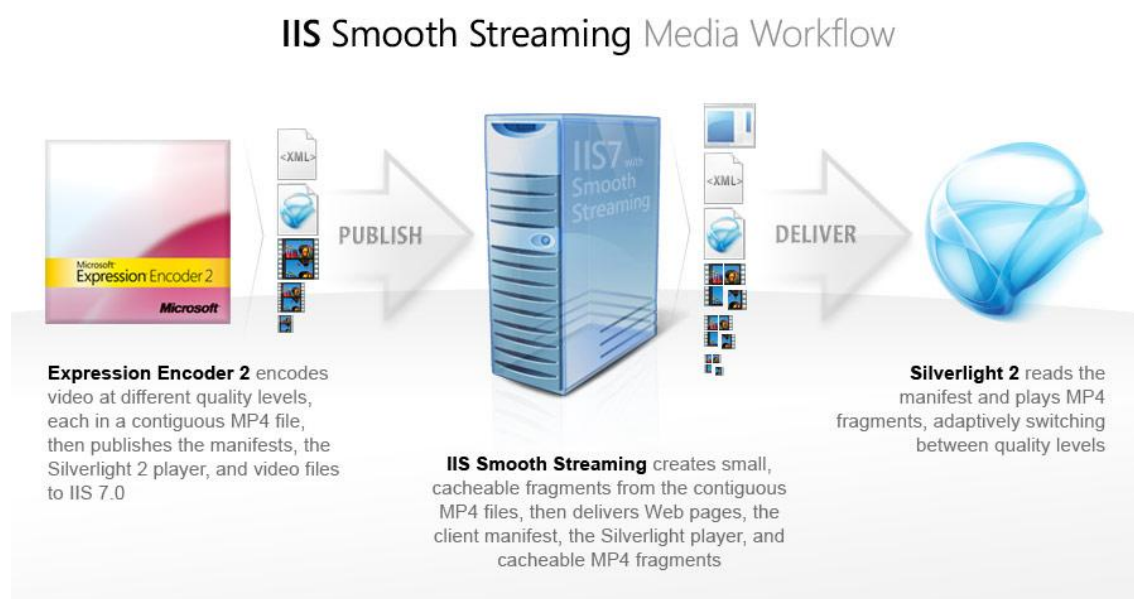 IIS Smooth Streaming Media Workflow
<XML>
PUBLISH
IIS7 with
Smooth
Streaming
<XML>
DELIVER
Microsoft
Expression Encoder 2
Microsoft
Expression Encoder 2 encodes
video at different quality levels,
each in a contiguous MP4 file,
then publishes the manifests, the
Silverlight 2 player, and video files
to IIS 7.0
IIS Smooth Streaming creates small,
cacheable fragments from the contiguous
MP4 files, then delivers Web pages, the
client manifest, the Silverlight player, and
cacheable MP4 fragments
Silverlight 2 reads the
manifest and plays MP4
fragments, adaptively switching
between quality levels